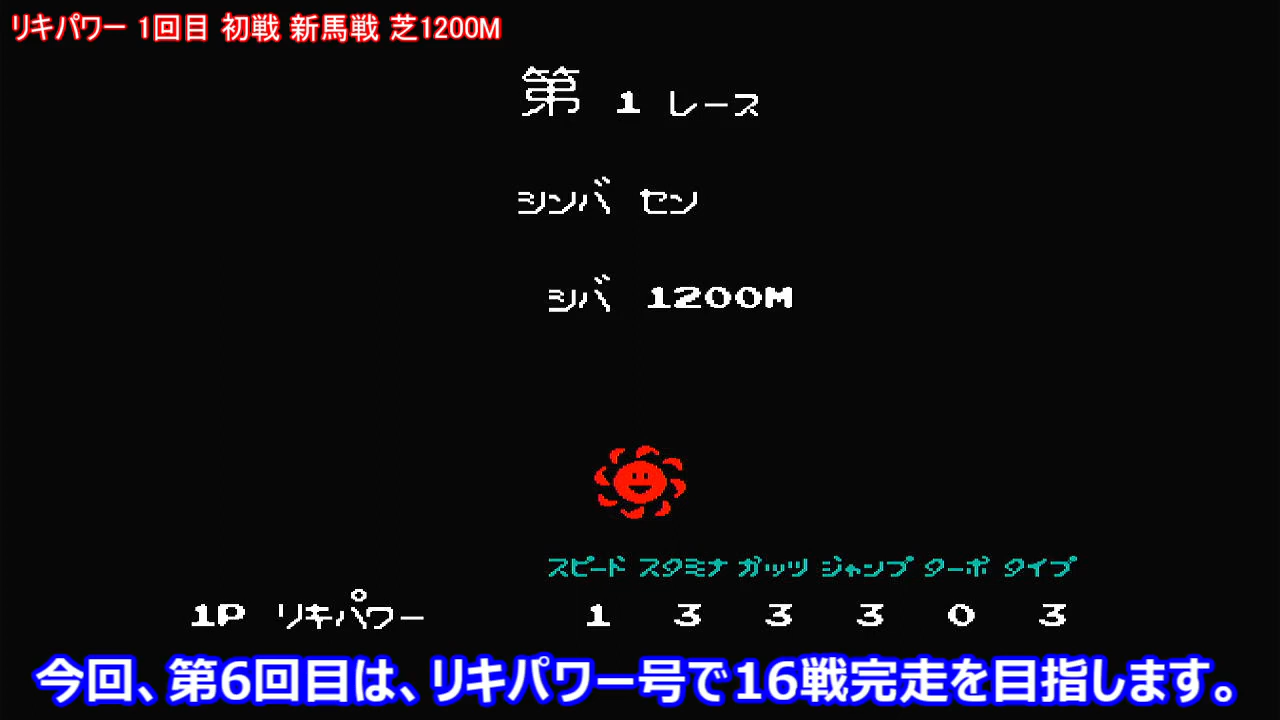 リキパワー 1回目 初戦 新馬戦 芝1200M
第 1 レース
シンバ セン
シバ 1200M
スピード スタミナ ガッツ ジャンプ ターボ タイプ
1P リキパワー 1 3 3 3 0 3
今回、第6回目は、リキパワー号で16戦完走を目指します。